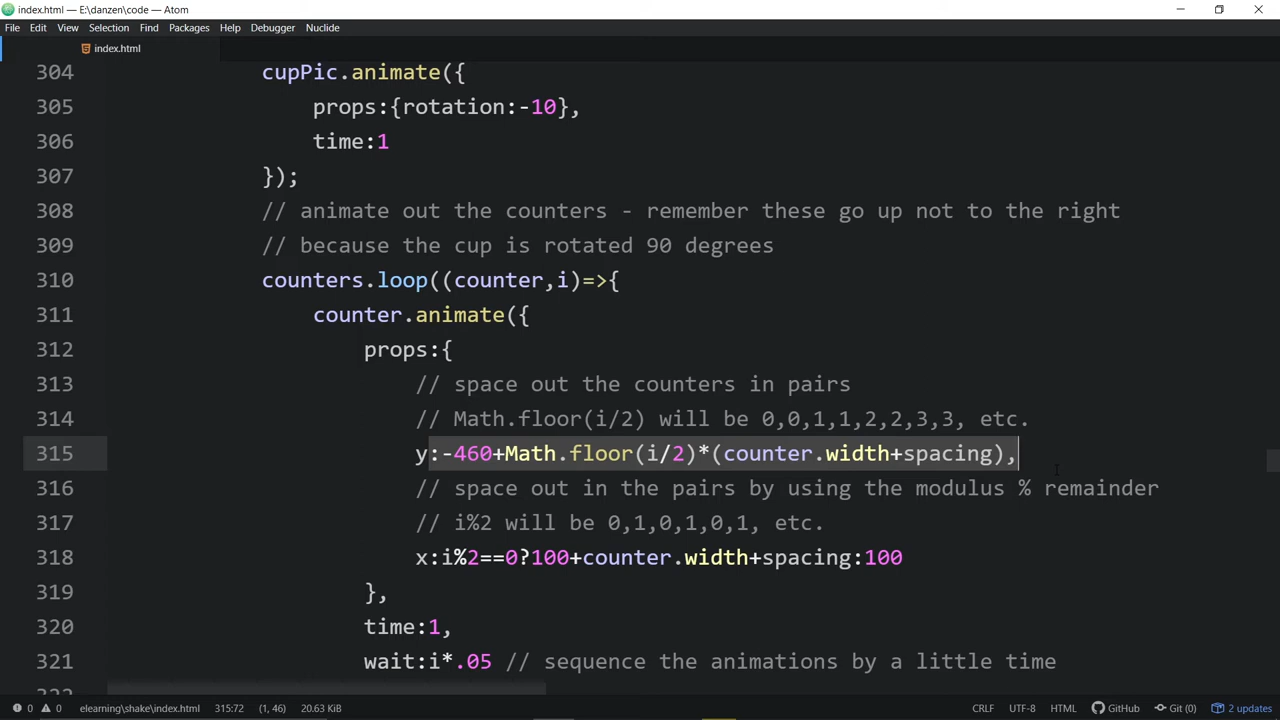 index.html — E:\danzen\code — Atom
File Edit View Selection Find Packages Help Debugger Nuclide
index.html
304 cupPic.animate({
305 props:{rotation:-10},
306 time:1
307 });
308 // animate out the counters - remember these go up not to the right
309 // because the cup is rotated 90 degrees
310 counters.loop((counter,i)=>{
311 counter.animate({
312 props:{
313 // space out the counters in pairs
314 // Math.floor(i/2) will be 0,0,1,1,2,2,3,3, etc.
315 y:-460+Math.floor(i/2)*(counter.width+spacing),
316 // space out in the pairs by using the modulus % remainder
317 // i%2 will be 0,1,0,1,0,1, etc.
318 x:i%2==0?100+counter.width+spacing:100
319 },
320 time:1,
321 wait:i*.05 // sequence the animations by a little time
0 0 elearning\shake\index.html 315:72 (1, 46) 20.63 KiB CRLF UTF-8 HTML GitHub Git (0) 2 updates